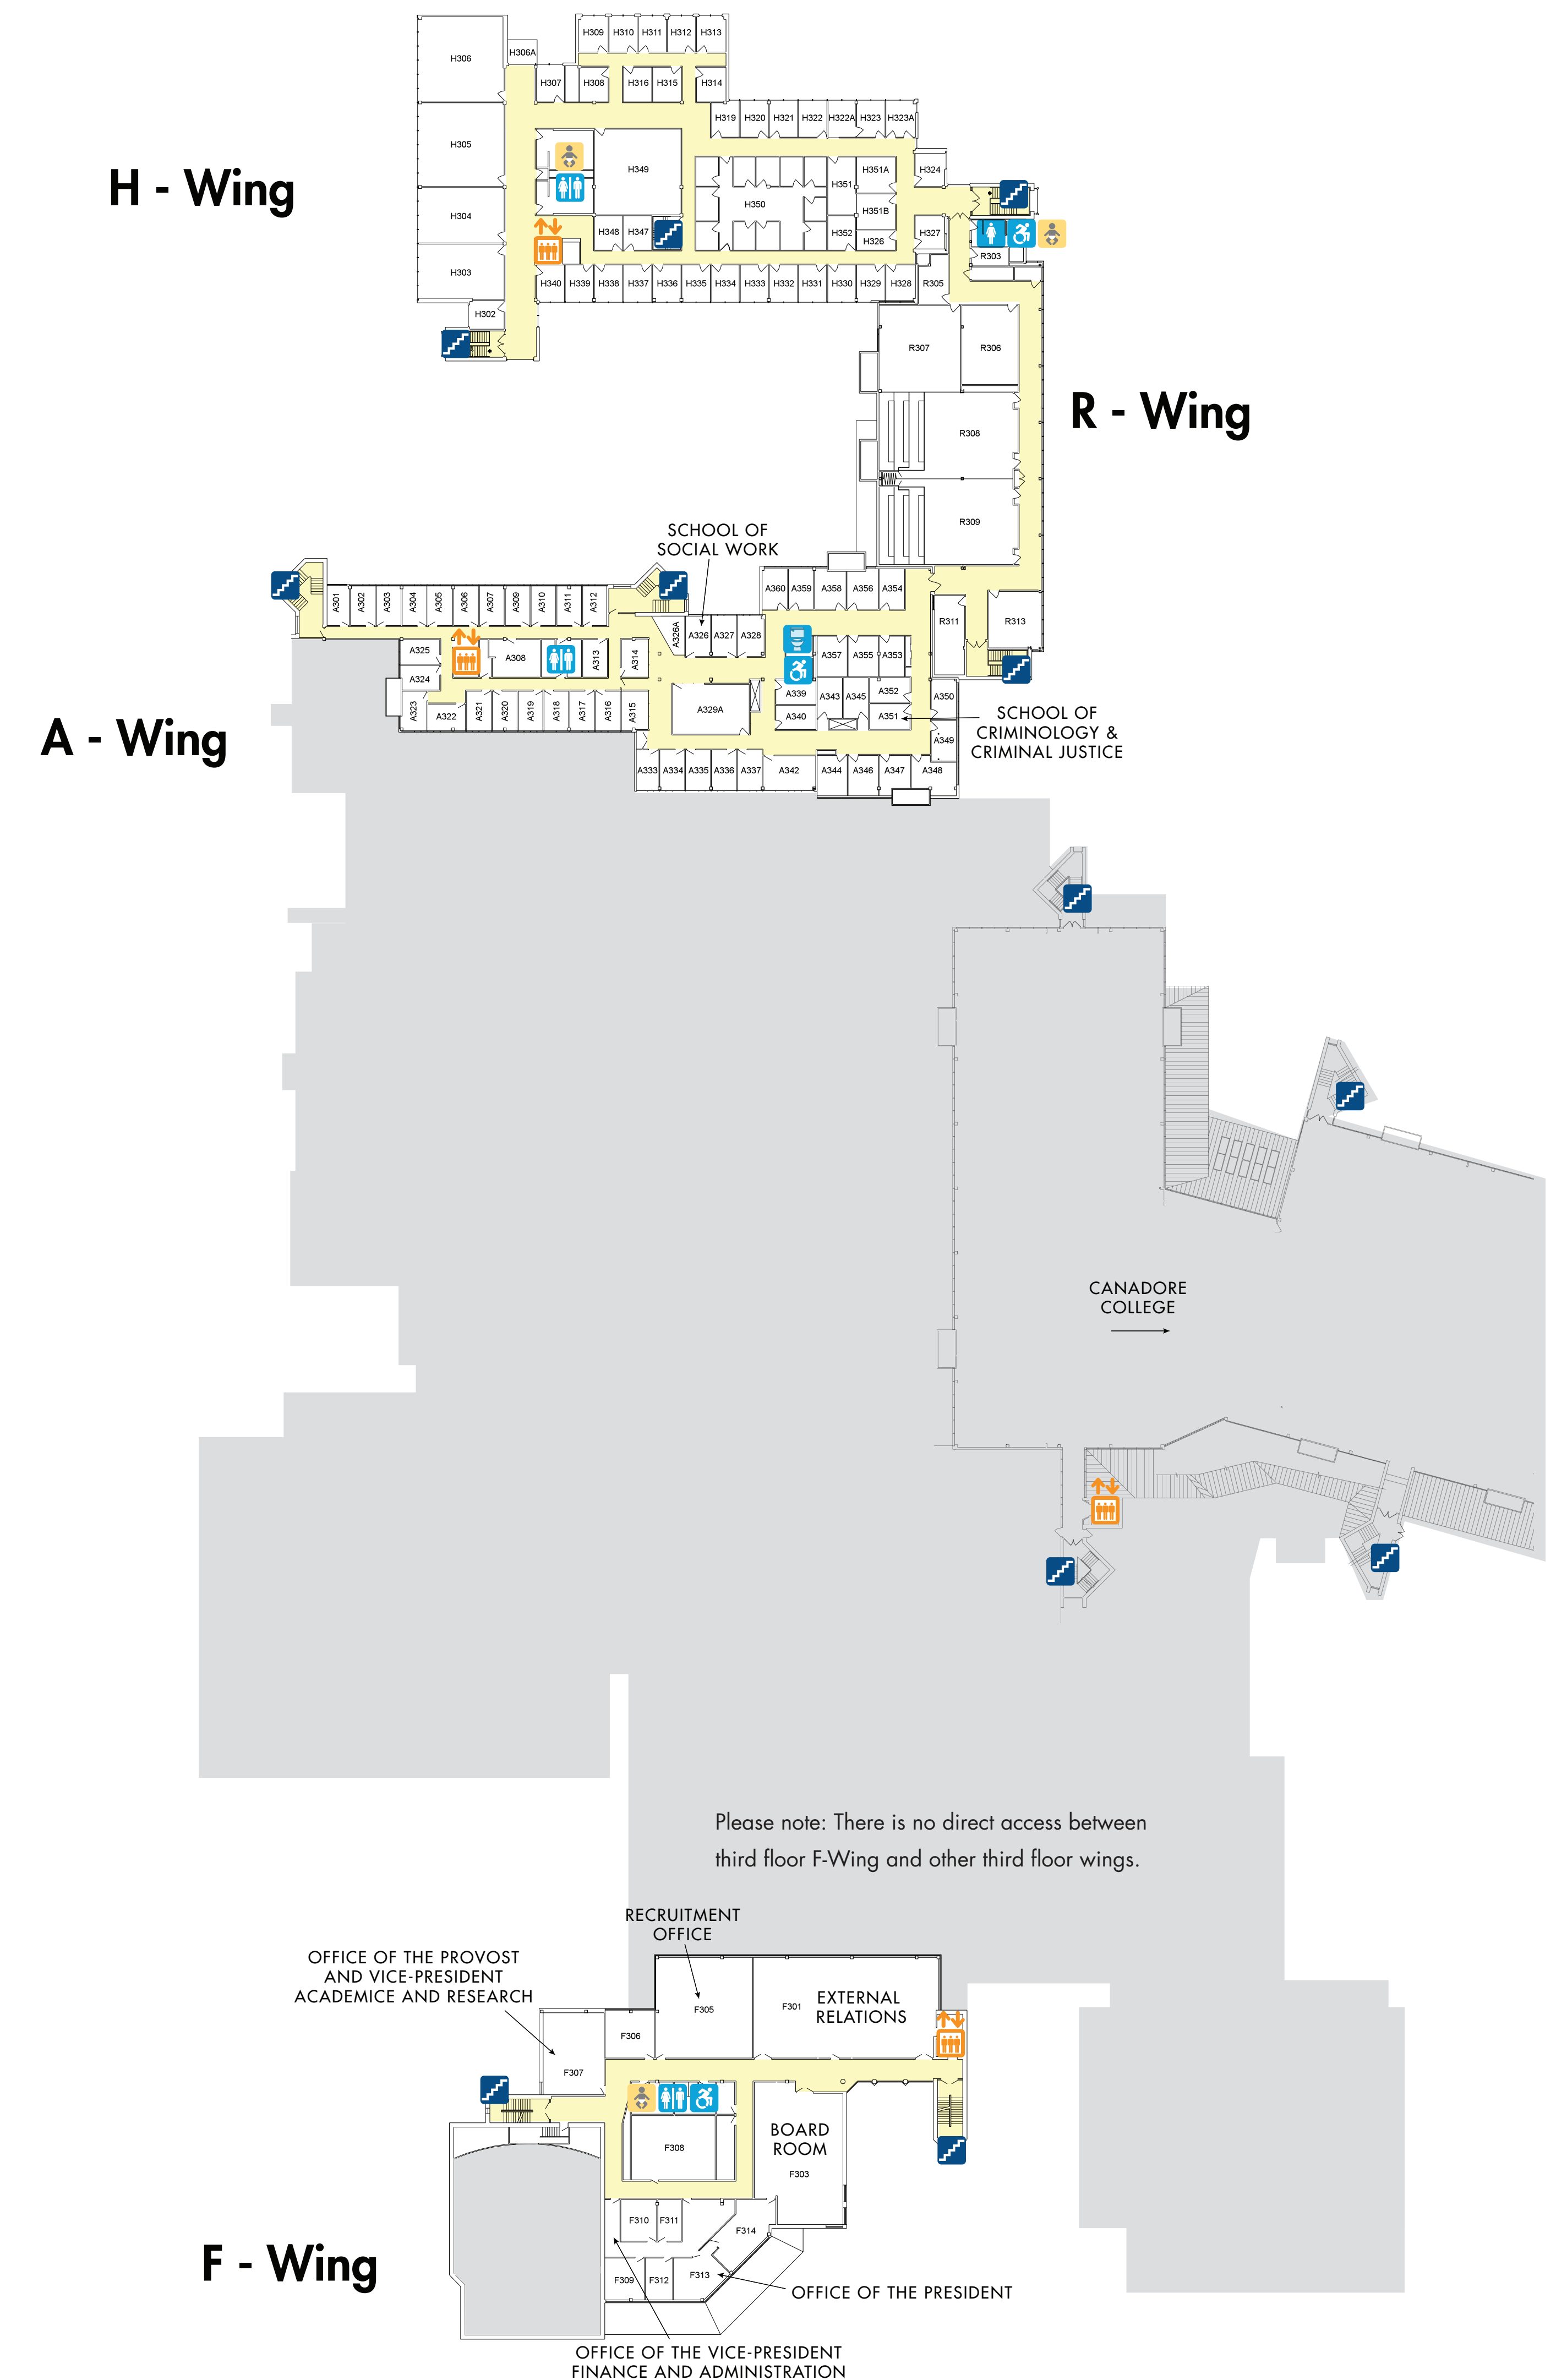 H309 H310 H311 H312 H313
H306
H306A
H307 H308 H316 H315 H314
H319 H320 H321 H322 H322A H323 H323A
H305
H349
H351A
H324
H351
H - Wing
H350
H351B
H304
H348 H347
H352
H326
H327
R303
H303
H340 H339 H338 H337 H336 H335 H334 H333 H332 H331 H330 H329 H328
R305
H302
R307
R306
R - Wing
R308
R309
SCHOOL OF
SOCIAL WORK
A360 A359 A358 A356 A354
A301 A302 A303 A304 A305 A306 A307 A309 A310 A311 A312
R311
R313
A326A
A326 A327 A328
A325
A308
A313
A314
A357 A355 A353
A324
A339
A343 A345
A352
A350
A323
A322
A321 A320 A319 A318 A317 A316 A315
A329A
A340
A351
SCHOOL OF
CRIMINOLOGY &
CRIMINAL JUSTICE
A - Wing
A349
A333 A334 A335 A336 A337 A342 A344 A346 A347 A348
CANADORE
COLLEGE
Please note: There is no direct access between
third floor F-Wing and other third floor wings.
RECRUITMENT
OFFICE
OFFICE OF THE PROVOST
AND VICE-PRESIDENT
ACADEMICE AND RESEARCH
F305
F301
EXTERNAL
RELATIONS
F306
F307
BOARD
ROOM
F308
F303
F310 F311
F314
F - Wing
F309 F312 F313
OFFICE OF THE PRESIDENT
OFFICE OF THE VICE-PRESIDENT
FINANCE AND ADMINISTRATION